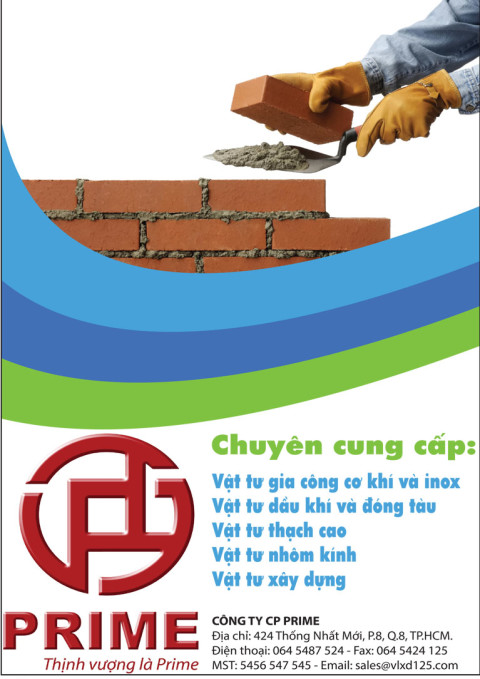 Chuyên cung cấp:
Vật tư gia công cơ khí và inox
Vật tư dầu khí và đóng tàu
Vật tư thạch cao
Vật tư nhôm kính
Vật tư xây dựng
PRIME
Thịnh vượng là Prime
CÔNG TY CP PRIME
Địa chỉ: 424 Thống Nhất Mới, P.8, Q.8, TP.HCM.
Điện thoại: 064 5487 524 - Fax: 064 5424 125
MST: 5456 547 545 - Email: sales@vlxd125.com